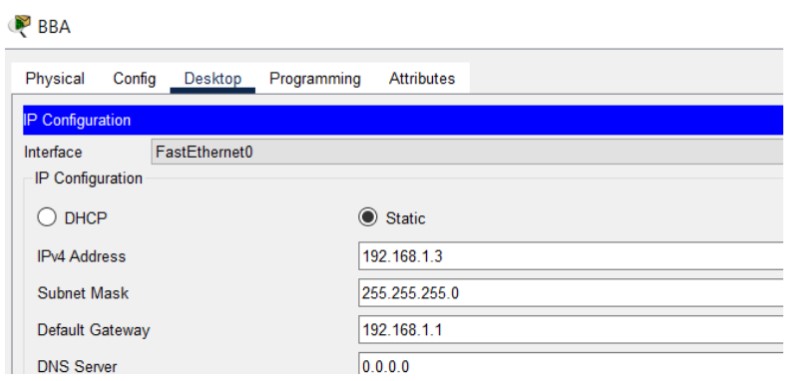 BBA
Physical Config Desktop Programming Attributes
IP Configuration
Interface FastEthernet0
IP Configuration
DHCP Static
IPv4 Address 192.168.1.3
Subnet Mask 255.255.255.0
Default Gateway 192.168.1.1
DNS Server 0.0.0.0